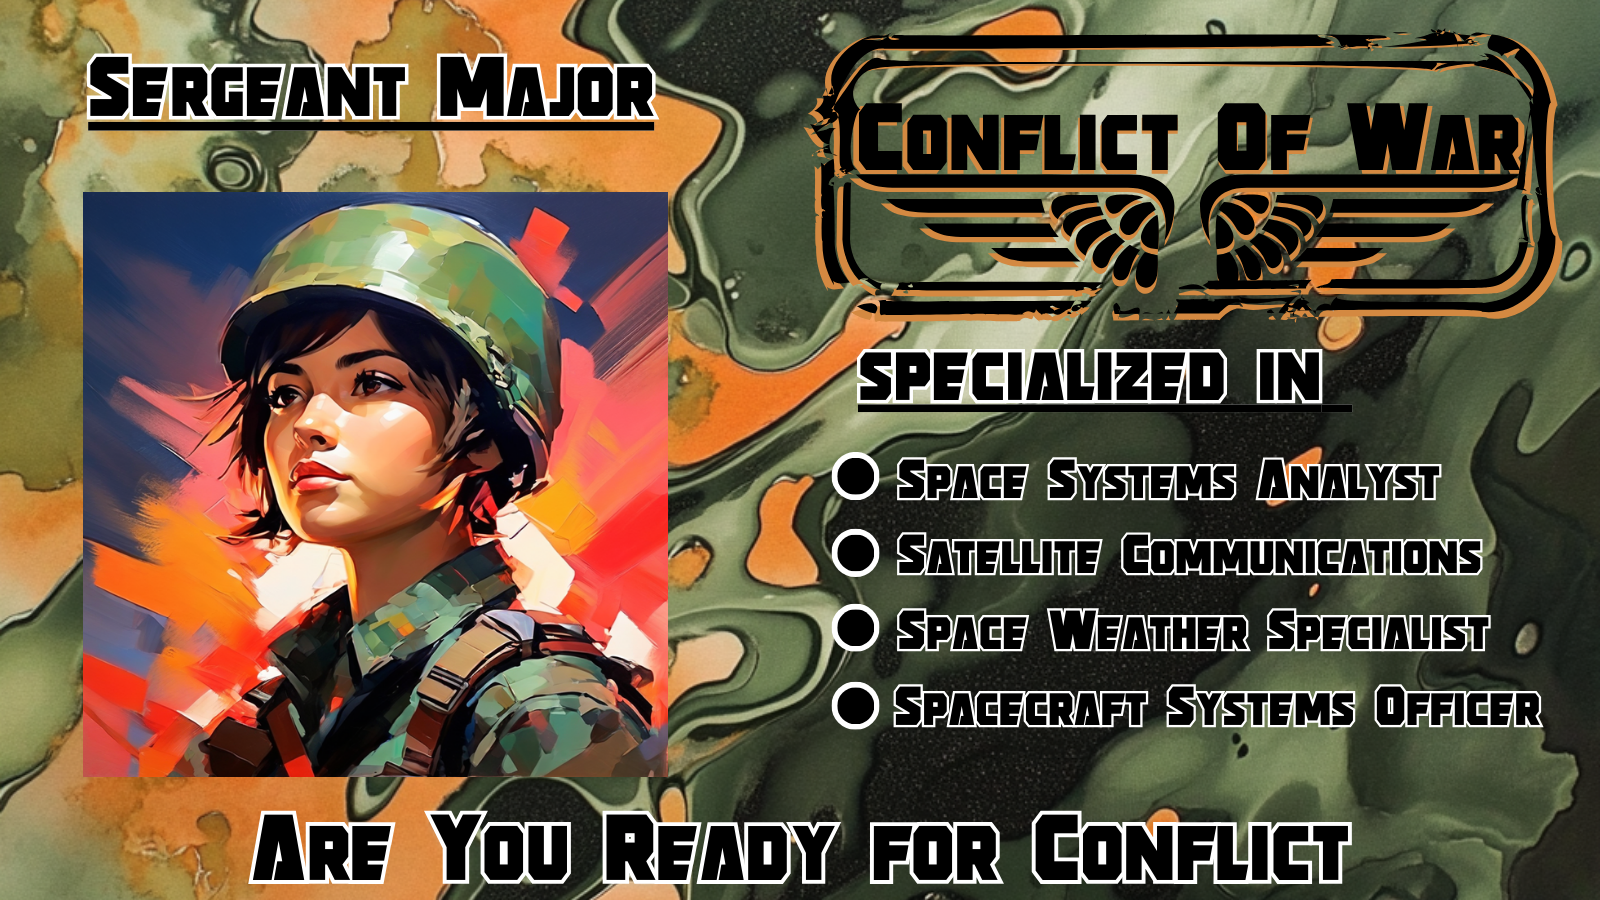 Sergeant Major
Conflict Of War
SPECIALIZED IN
Space Systems Analyst
Satellite Communications
Space Weather Specialist
Spacecraft Systems Officer
Are You Ready for Conflict